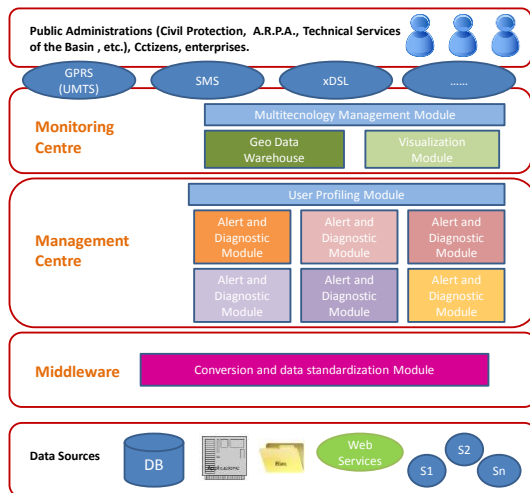 Public Administrations (Civil Protection, A.R.P.A., Technical Services
of the Basin , etc.), Cctizens, enterprises.
GPRS
(UMTS)
SMS
xDSL
......
Monitoring
Centre
Multitecnology Management Module
Geo Data
Warehouse
Visualization
Module
Management
Centre
User Profiling Module
Alert and
Diagnostic
Module
Alert and
Diagnostic
Module
Alert and
Diagnostic
Module
Alert and
Diagnostic
Module
Alert and
Diagnostic
Module
Alert and
Diagnostic
Module
Middleware
Conversion and data standardization Module
Data Sources
DB
Applications
Files
Web
Services
S1
S2
Sn